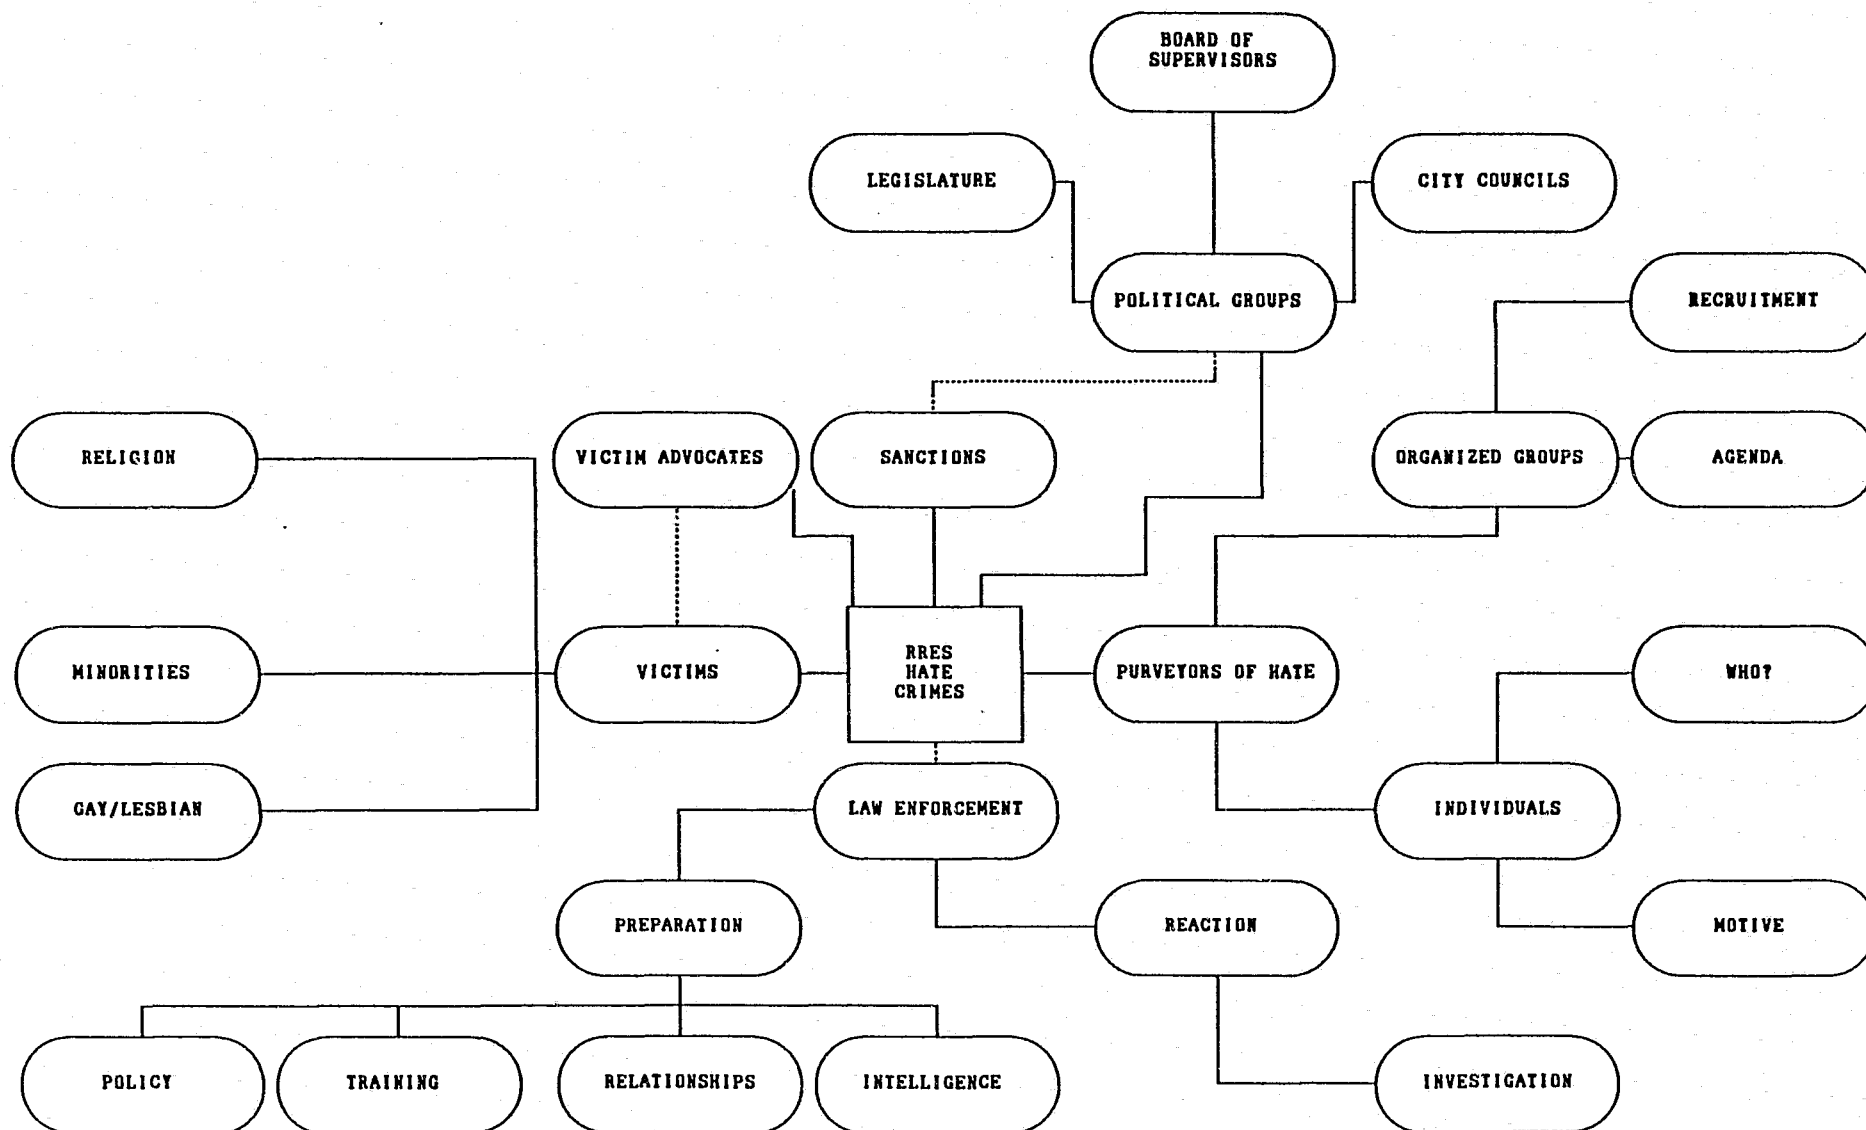 BOARD OF
SUPERVISORS
LEGISLATURE
CITY COUNCILS
POLITICAL GROUPS
RECRUITMENT
RELIGION
VICTIM ADVOCATES
SANCTIONS
ORGANIZED GROUPS
AGENDA
MINORITIES
VICTIMS
RRES
HATE
CRIMES
PURVEYORS OF HATE
WHO?
GAY/LESBIAN
LAW ENFORCEMENT
INDIVIDUALS
PREPARATION
REACTION
MOTIVE
POLICY
TRAINING
RELATIONSHIPS
INTELLIGENCE
INVESTIGATION